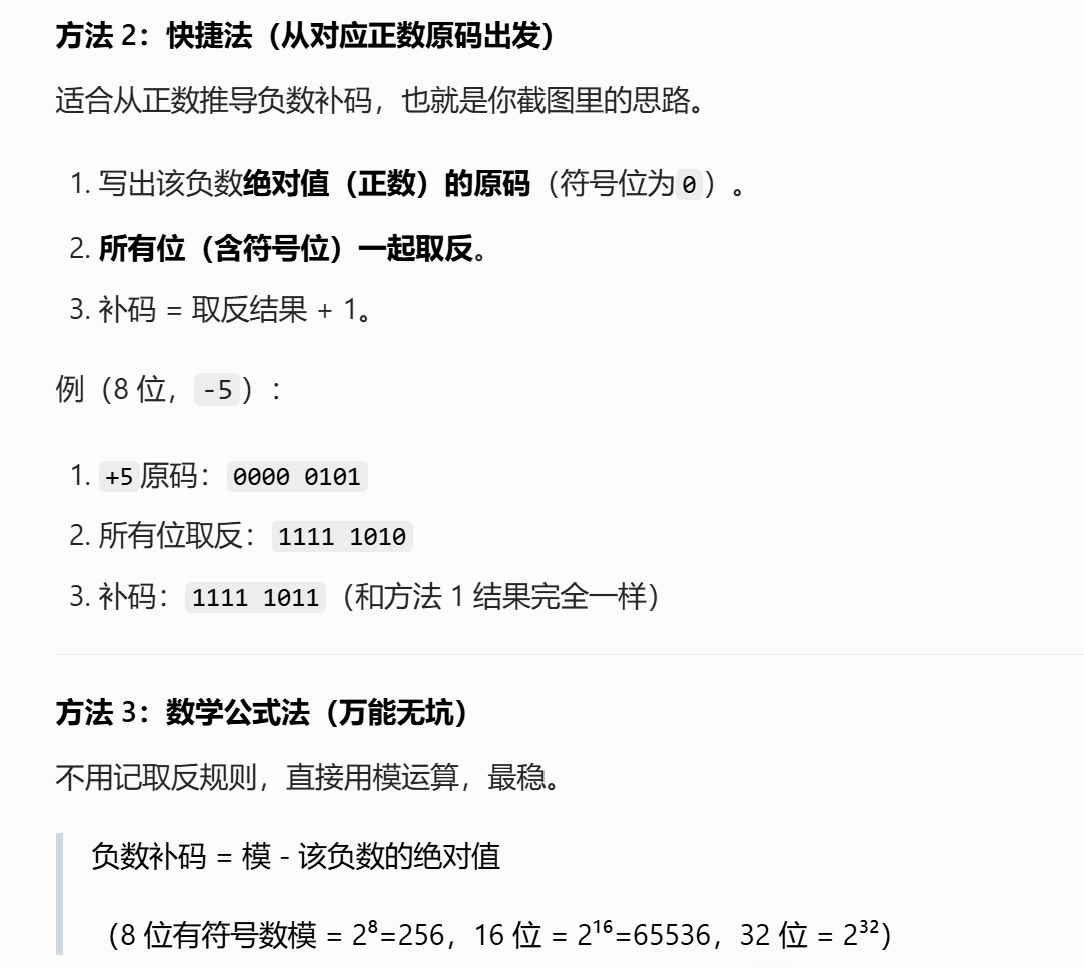 方法 2：快捷法（从对应正数原码出发）
适合从正数推导负数补码，也就是你截图里的思路。
1. 写出该负数绝对值（正数）的原码（符号位为 0）。
2. 所有位（含符号位）一起取反。
3. 补码 = 取反结果 + 1。
例（8 位，-5）：
1. +5 原码：0000 0101
2. 所有位取反：1111 1010
3. 补码：1111 1011（和方法 1 结果完全一样）
方法 3：数学公式法（万能无坑）
不用记取反规则，直接用模运算，最稳。
负数补码 = 模 - 该负数的绝对值
（8 位有符号数模 = 2⁸=256，16 位 = 2¹⁶=65536，32 位 = 2³²）